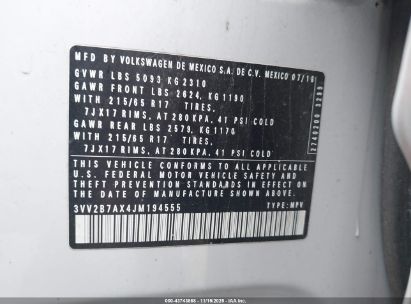 MFD BY VOLKSWAGEN DE MEXICO S.A. DE C.V. MEXICO 07/18
GVWR LBS 5093 KG 2310
GAWR FRONT LBS 2624, KG 1190
WITH 215/65 R17 TIRES,
7JX17 RIMS, AT 280 KPA, 41 PSI COLD
GAWR REAR LBS 2579, KG 1170
WITH 215/65 R17 TIRES,
7JX17 RIMS, AT 280 KPA, 41 PSI COLD
THIS VEHICLE CONFORMS TO ALL APPLICABLE
U.S. FEDERAL MOTOR VEHICLE SAFETY STANDARDS
IN EFFECT ON THE DATE OF
MANUFACTURE SHOWN ABOVE
3VV2B7AX4JM194555 TYPE: MPV
2749200 3289